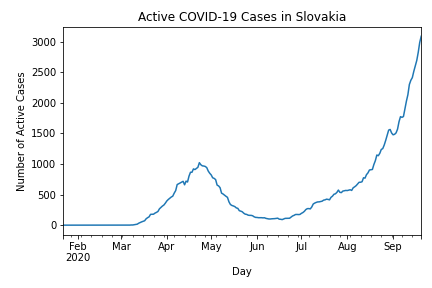 Active COVID-19 Cases in Slovakia
Number of Active Cases
3000
2500
2000
1500
1000
500
0
Feb Mar Apr May Jun Jul Aug Sep
2020
Day